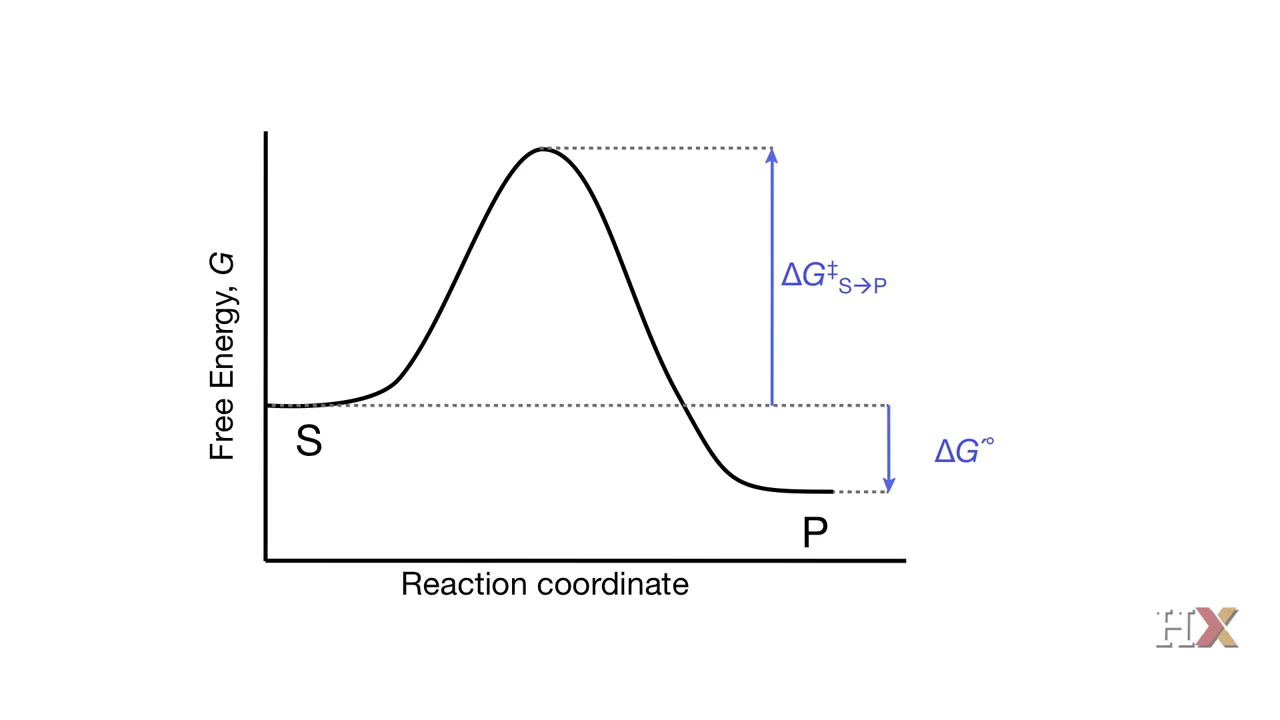 Free Energy, G
ΔG‡S→P
S
ΔG′°
P
Reaction coordinate
HX